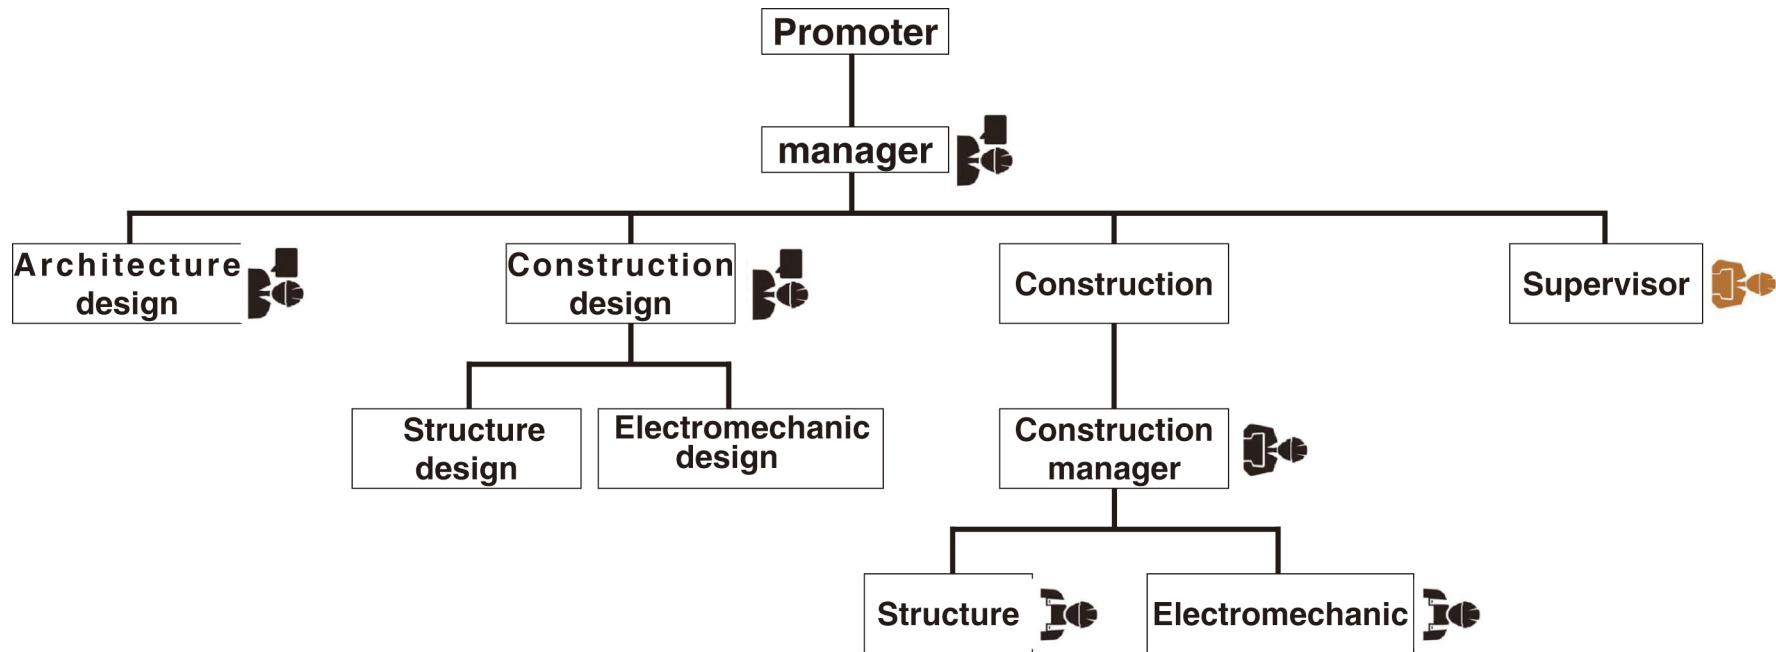 Promoter
manager
Architecture
design
Construction
design
Construction
Supervisor
Structure
design
Electromechanic
design
Construction
manager
Structure
Electromechanic